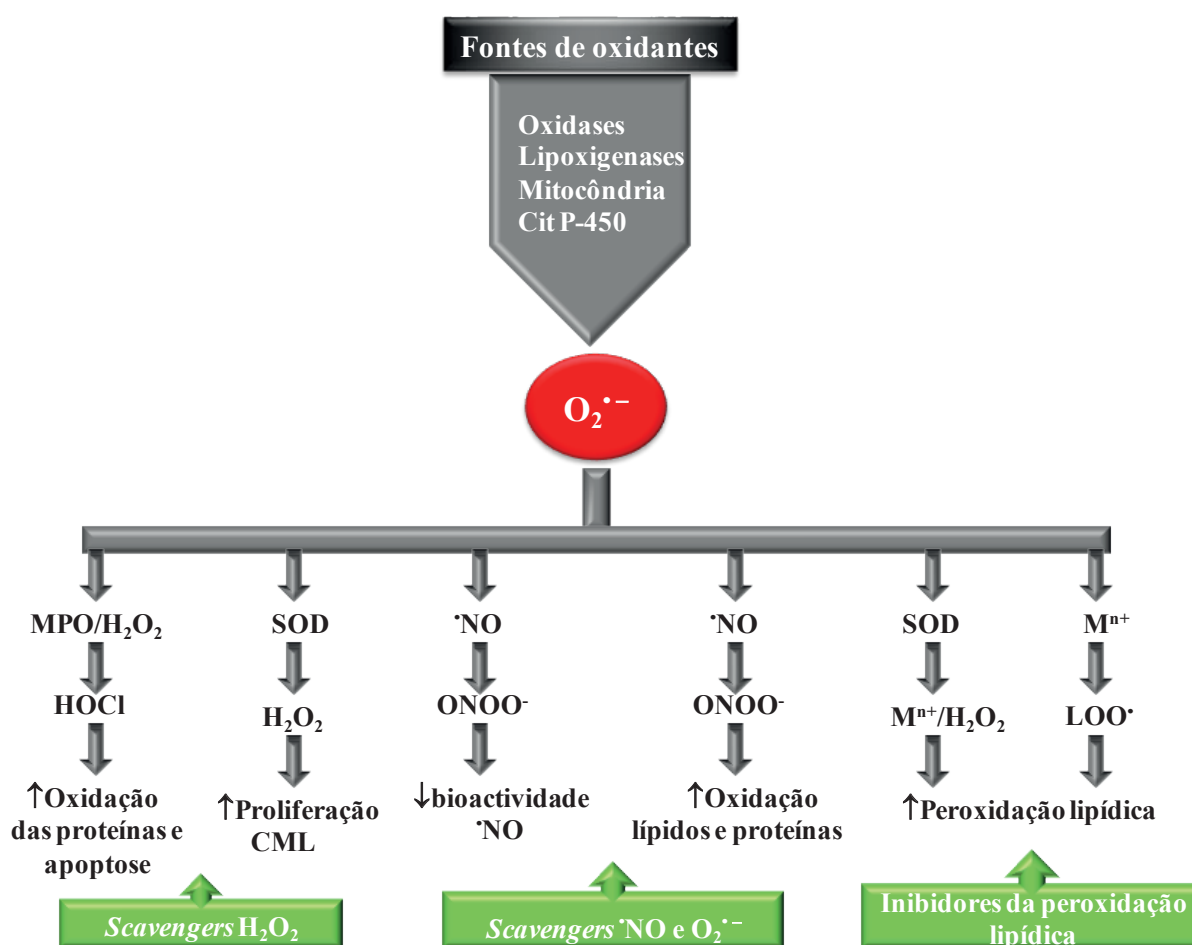 Fontes de oxidantes
Oxidases
Lipoxigenases
Mitocôndria
Cit P-450
O₂•−
MPO/H₂O₂
SOD
•NO
•NO
SOD
Mⁿ⁺
HOCl
H₂O₂
ONOO⁻
ONOO⁻
Mⁿ⁺/H₂O₂
LOO•
↑Oxidação
das proteínas e
apoptose
↑Proliferação
CML
↓bioactividade
•NO
↑Oxidação
lípidos e proteínas
↑Peroxidação lipídica
Scavengers H₂O₂
Scavengers •NO e O₂•−
Inibidores da peroxidação
lipídica